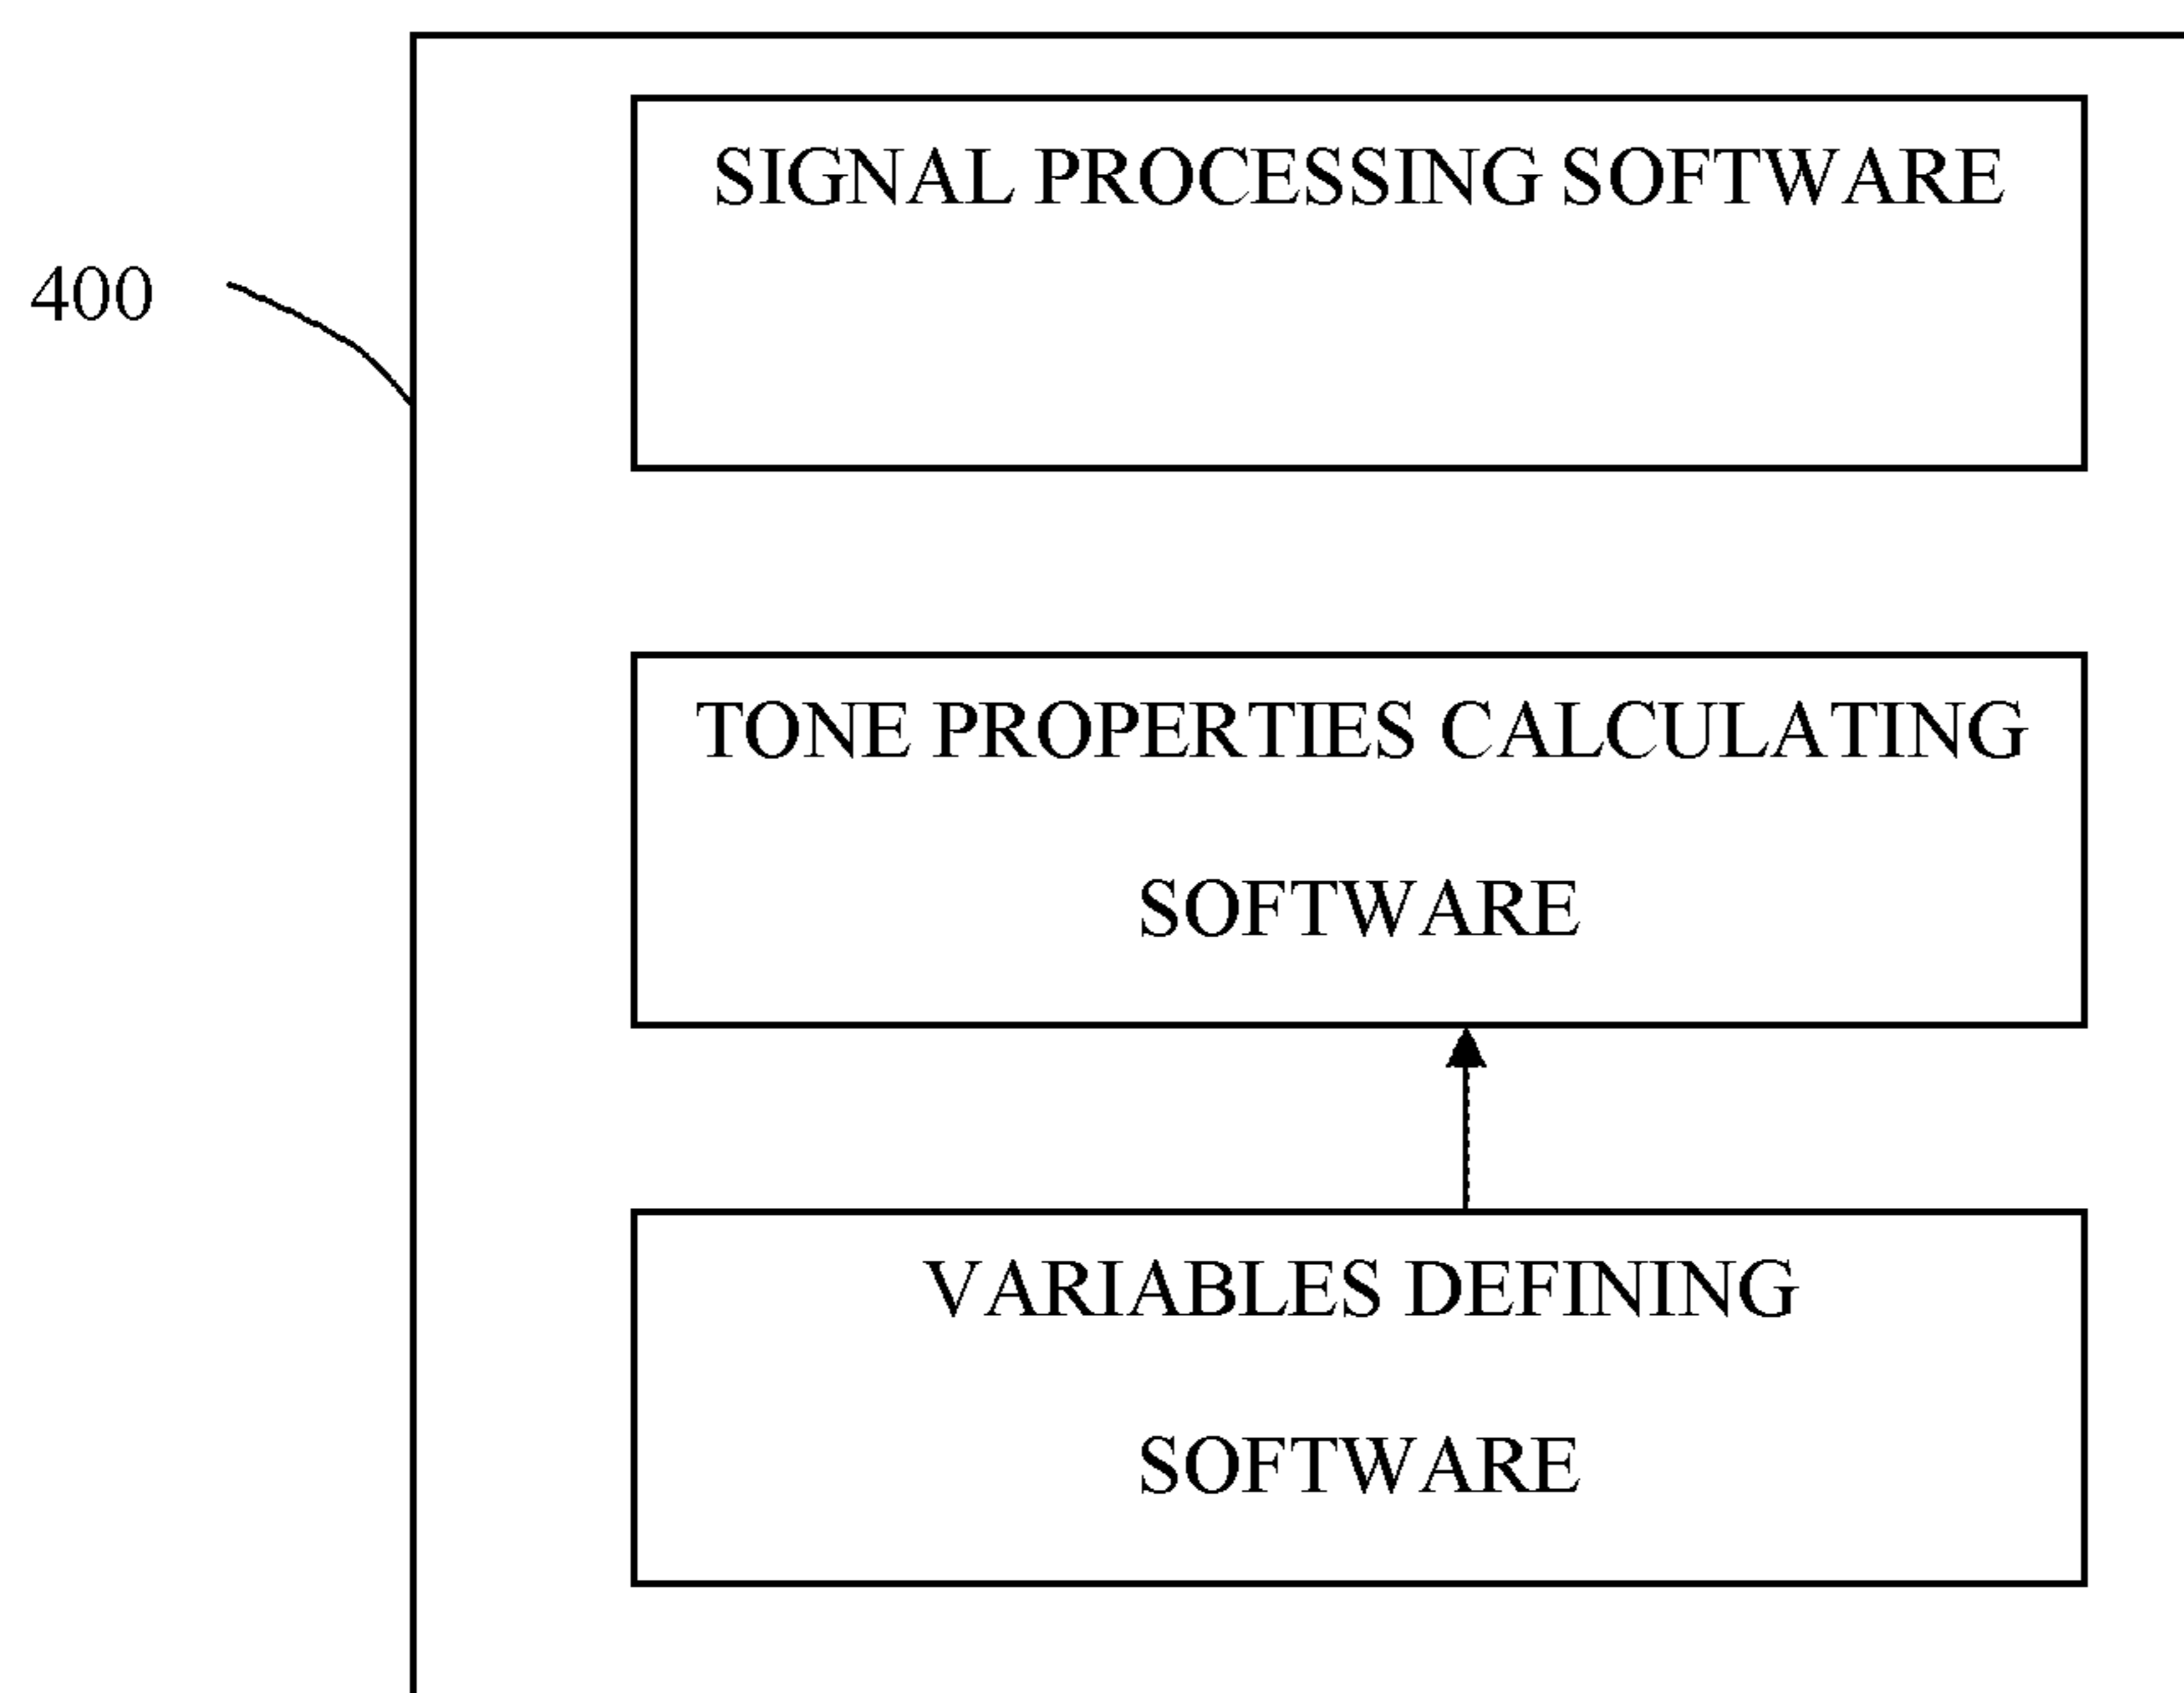 SIGNAL PROCESSING SOFTWARE
400
TONE PROPERTIES CALCULATING
SOFTWARE
VARIABLES DEFINING
SOFTWARE